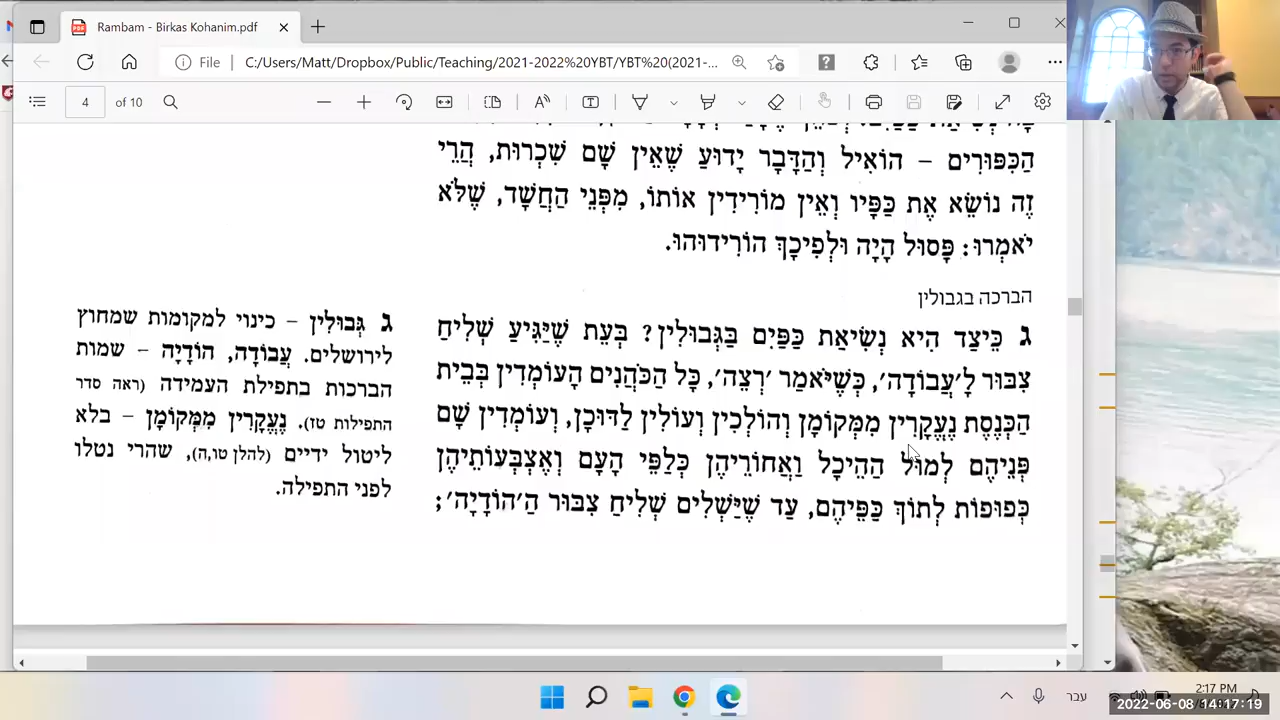 Rambam - Birkas Kohanim.pdf
File
C:/Users/Matt/Dropbox/Public/Teaching/2021-2022%20YBT/YBT%20(2021-...
4 of 10
הַכִּפּוּרִים – הוֹאִיל וְהַדָּבָר יָדוּעַ שֶׁאֵין שָׁם שִׁכְרוּת, הֲרֵי
זֶה נוֹשֵׂא אֶת כַּפָּיו וְאֵין מוֹרִידִין אוֹתוֹ, מִפְּנֵי הַחֲשָׁד, שֶׁלֹּא
יֹאמְרוּ: פָּסוּל הָיָה וּלְפִיכָךְ הוֹרִידוּהוּ.
הברכה בגבולין
ג כֵּיצַד הִיא נְשִׂיאַת כַּפַּיִם בַּגְּבוּלִין? בְּעֵת שֶׁיַּגִּיעַ שְׁלִיחַ
צִבּוּר לָ'עֲבוֹדָה', כְּשֶׁיֹּאמַר 'רְצֵה', כָּל הַכֹּהֲנִים הָעוֹמְדִין בְּבֵית
הַכְּנֶסֶת נֶעֱקָרִין מִמְּקוֹמָן וְהוֹלְכִין וְעוֹלִין לַדּוּכָן, וְעוֹמְדִין שָׁם
פְּנֵיהֶם לְמוּל הַהֵיכָל וַאֲחוֹרֵיהֶן כְּלַפֵּי הָעָם וְאֶצְבְּעוֹתֵיהֶן
כְּפוּפוֹת לְתוֹךְ כַּפֵּיהֶם, עַד שֶׁיַּשְׁלִים שְׁלִיחַ צִבּוּר הַ'הוֹדָיָה';
ג גְּבוּלִין – כינוי למקומות שמחוץ
לירושלים. עֲבוֹדָה, הוֹדָיָה – שמות
הברכות בתפילת העמידה (ראה סדר
התפילות טז). נֶעֱקָרִין מִמְּקוֹמָן – בלא
ליטול ידיים (להלן טו,ה), שהרי נטלו
לפני התפילה.
עבר
2:17 PM
2022-06-08 14:17:19